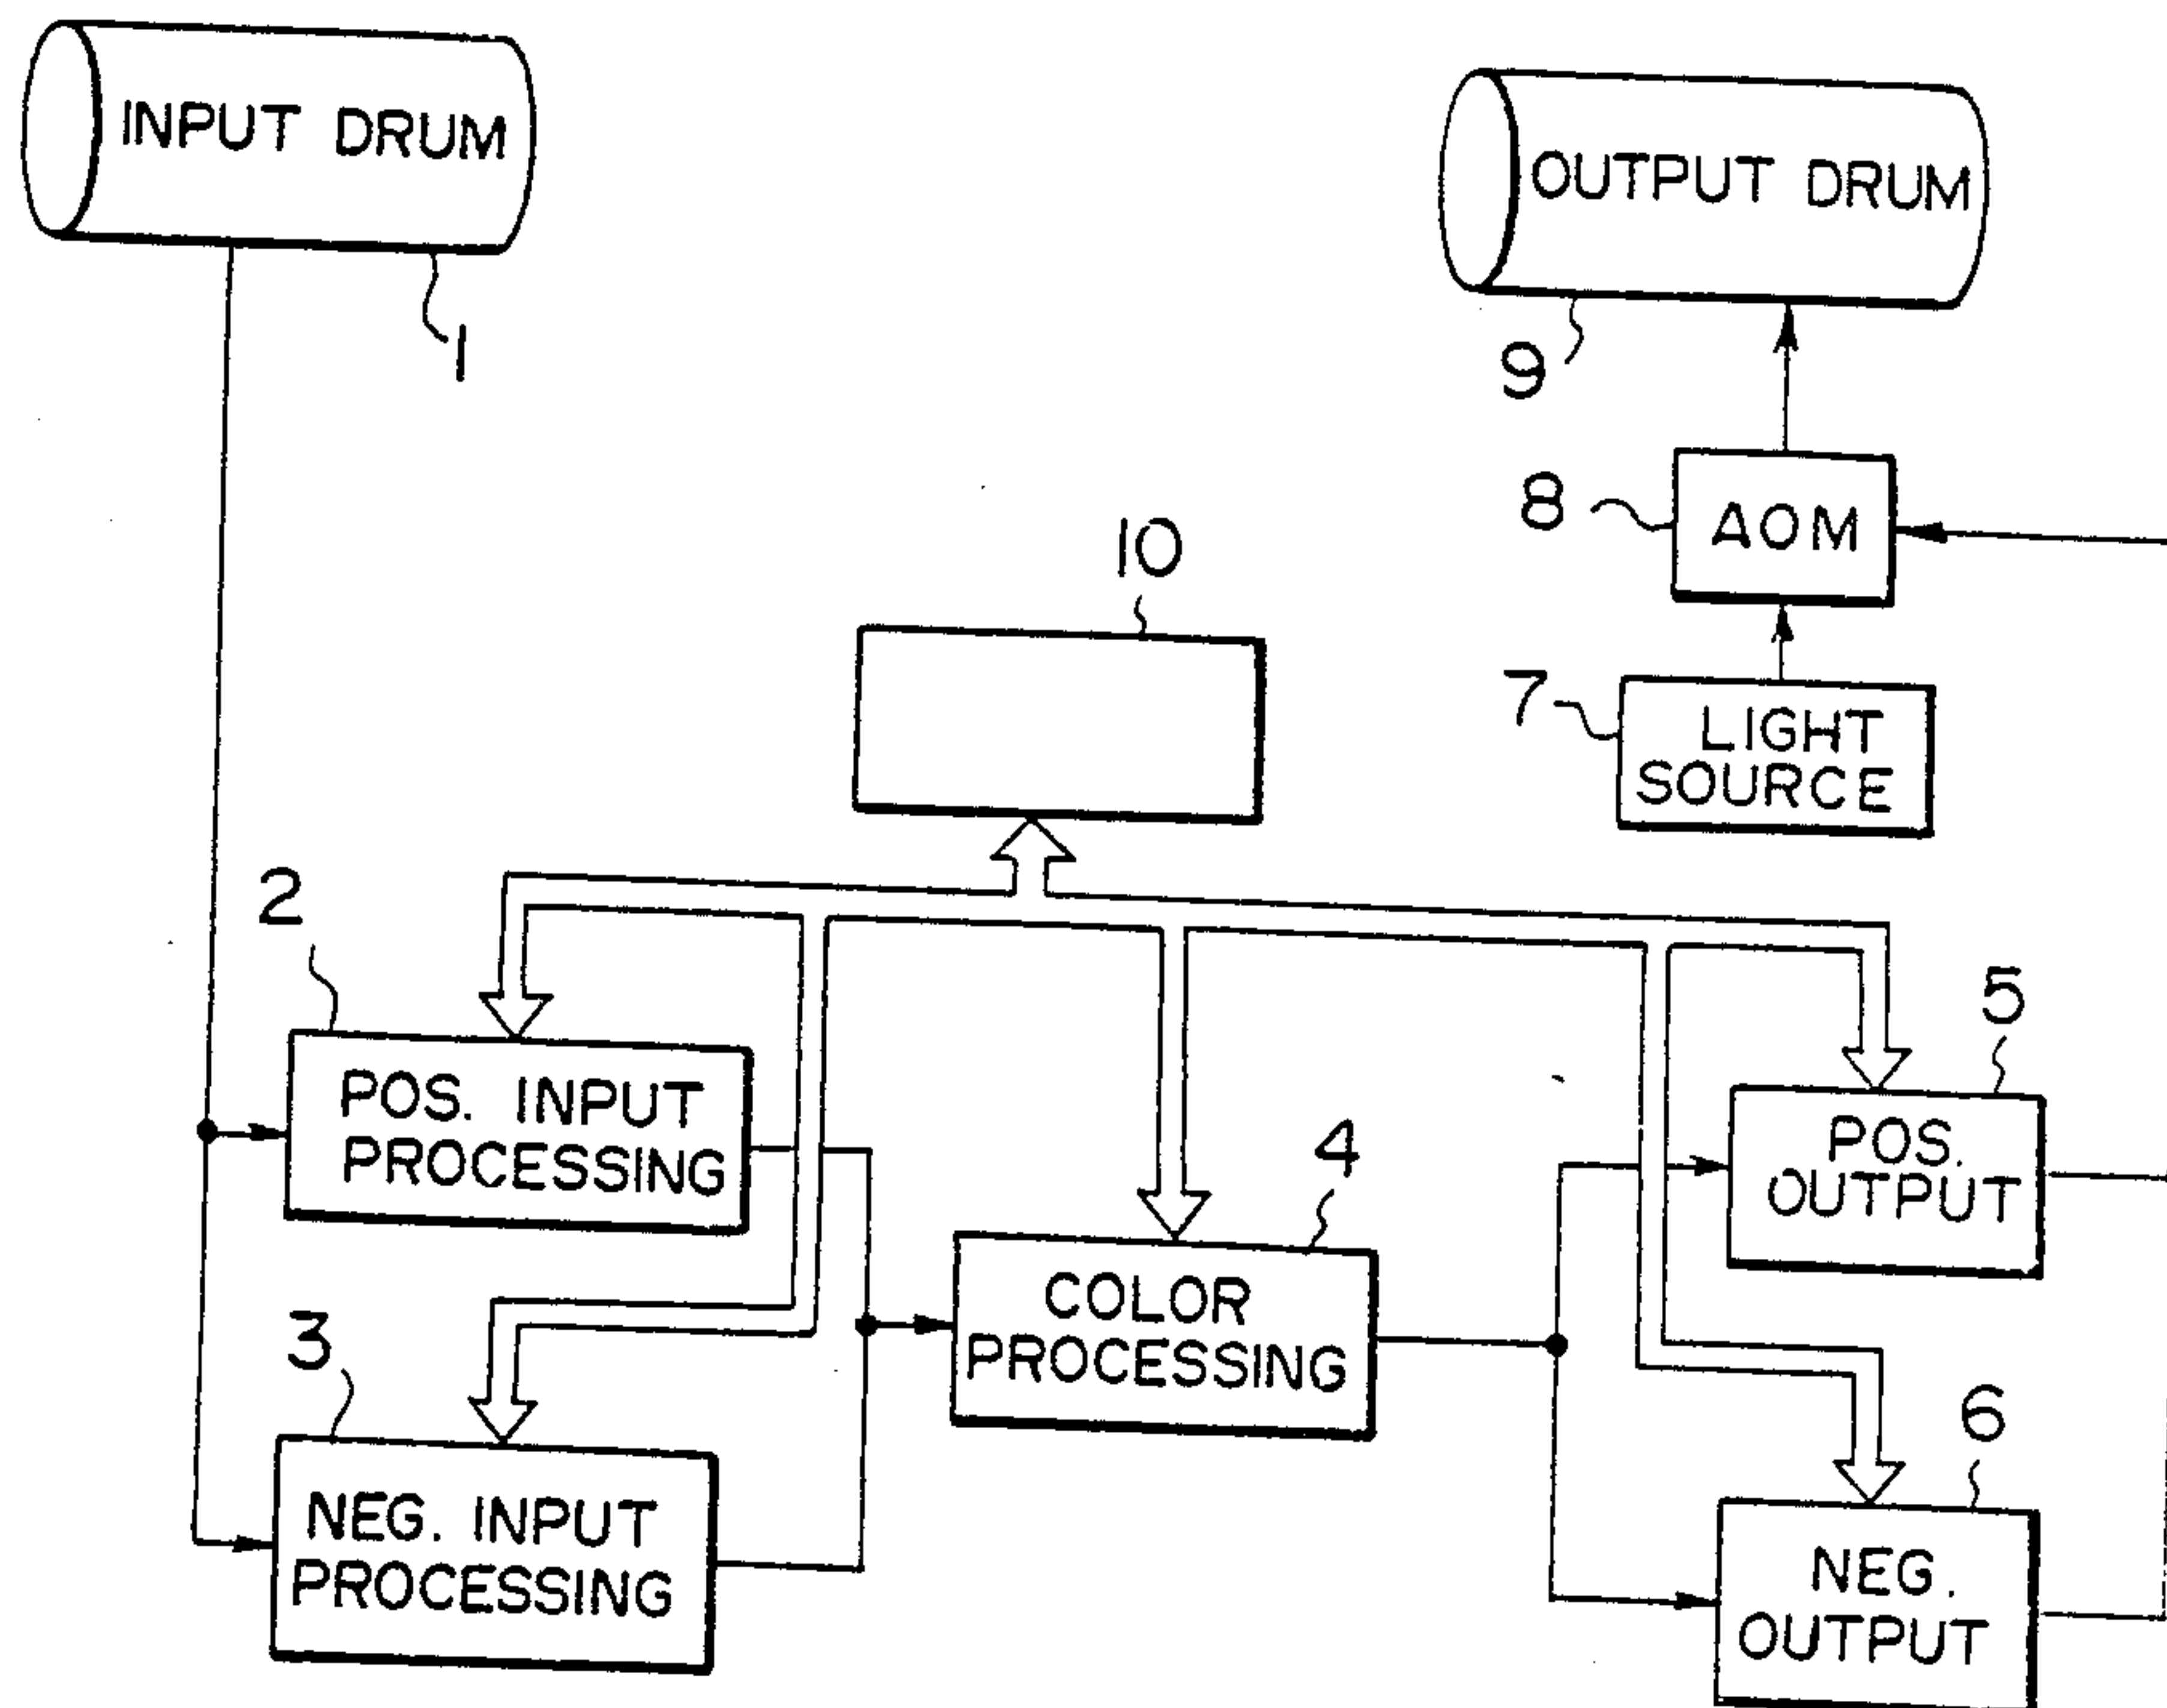 INPUT DRUM
1
OUTPUT DRUM
9
8
AOM
10
7
LIGHT
SOURCE
2
POS. INPUT
PROCESSING
5
POS.
OUTPUT
4
COLOR
PROCESSING
3
NEG. INPUT
PROCESSING
6
NEG.
OUTPUT